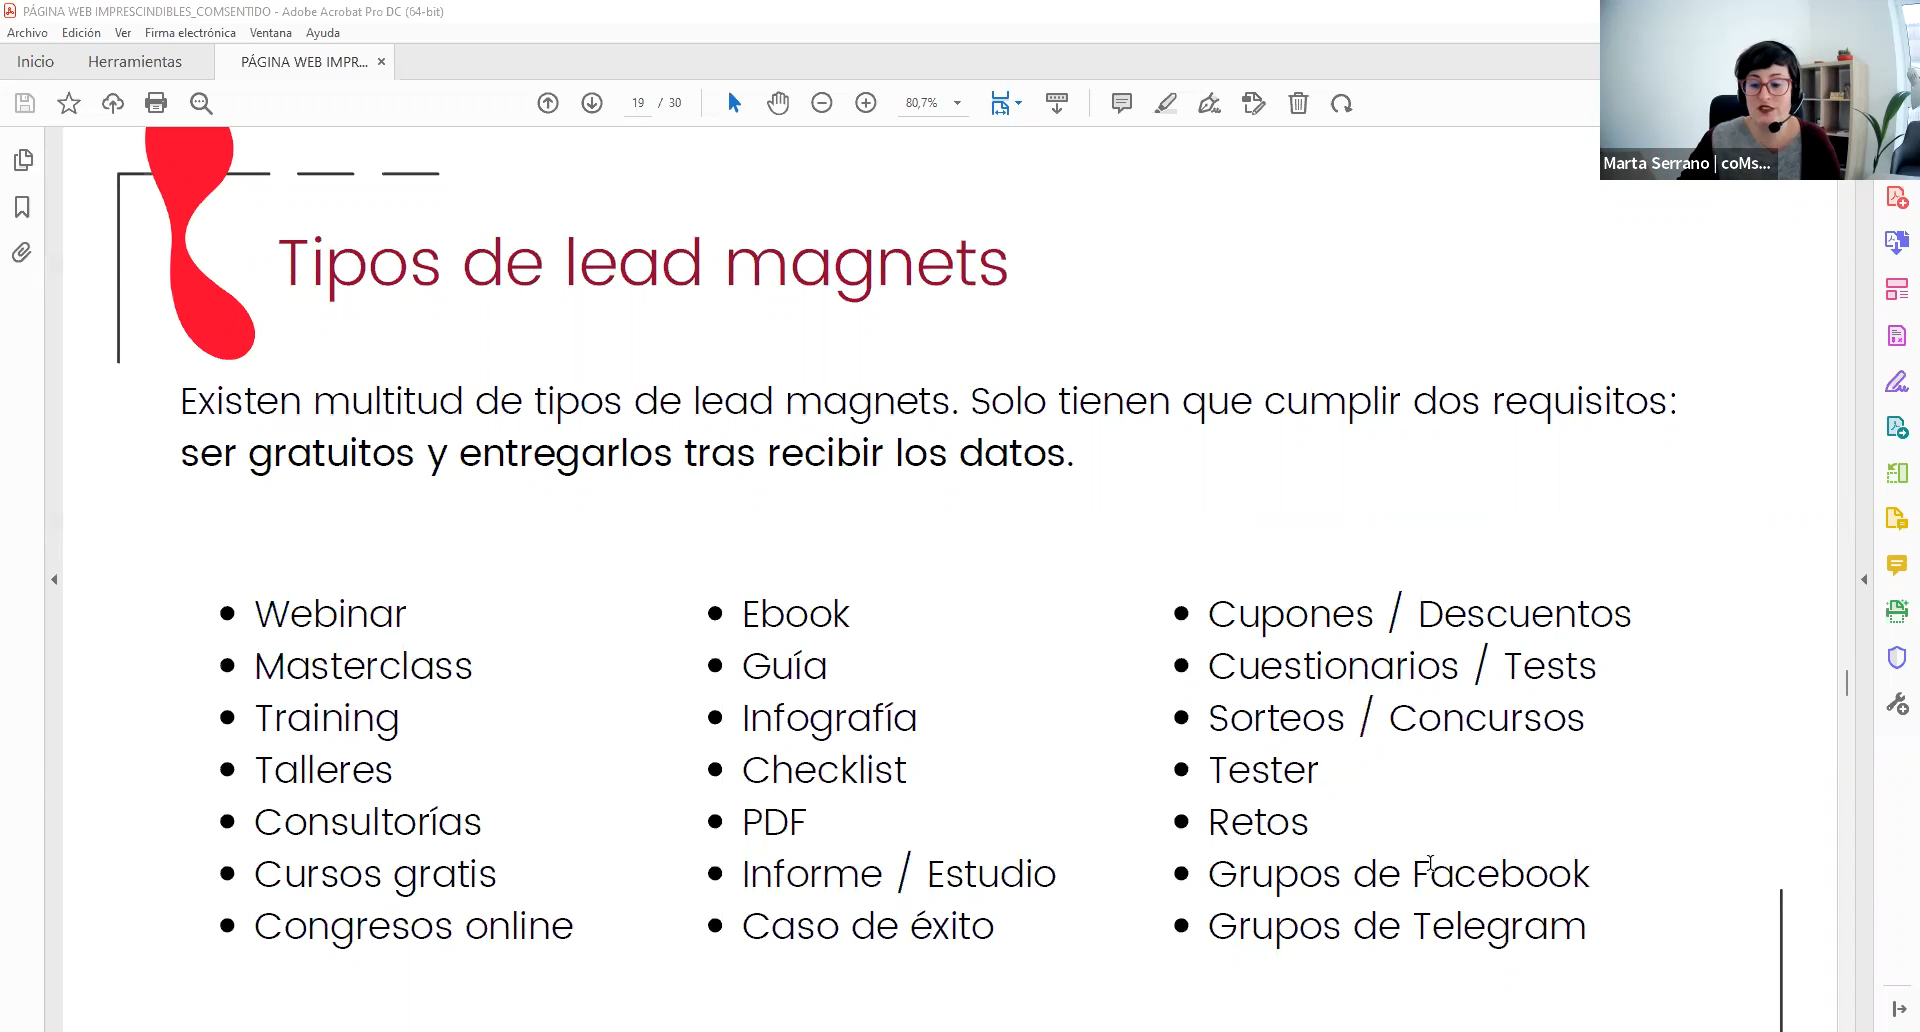 PÁGINA WEB IMPRESCINDIBLES_COMSENTIDO - Adobe Acrobat Pro DC (64-bit)
Archivo Edición Ver Firma electrónica Ventana Ayuda
Inicio Herramientas PÁGINA WEB IMPR... ×
19 / 30 80,7%
Marta Serrano | coMs...
Tipos de lead magnets
Existen multitud de tipos de lead magnets. Solo tienen que cumplir dos requisitos:
ser gratuitos y entregarlos tras recibir los datos.
• Webinar
• Masterclass
• Training
• Talleres
• Consultorías
• Cursos gratis
• Congresos online
• Ebook
• Guía
• Infografía
• Checklist
• PDF
• Informe / Estudio
• Caso de éxito
• Cupones / Descuentos
• Cuestionarios / Tests
• Sorteos / Concursos
• Tester
• Retos
• Grupos de Facebook
• Grupos de Telegram